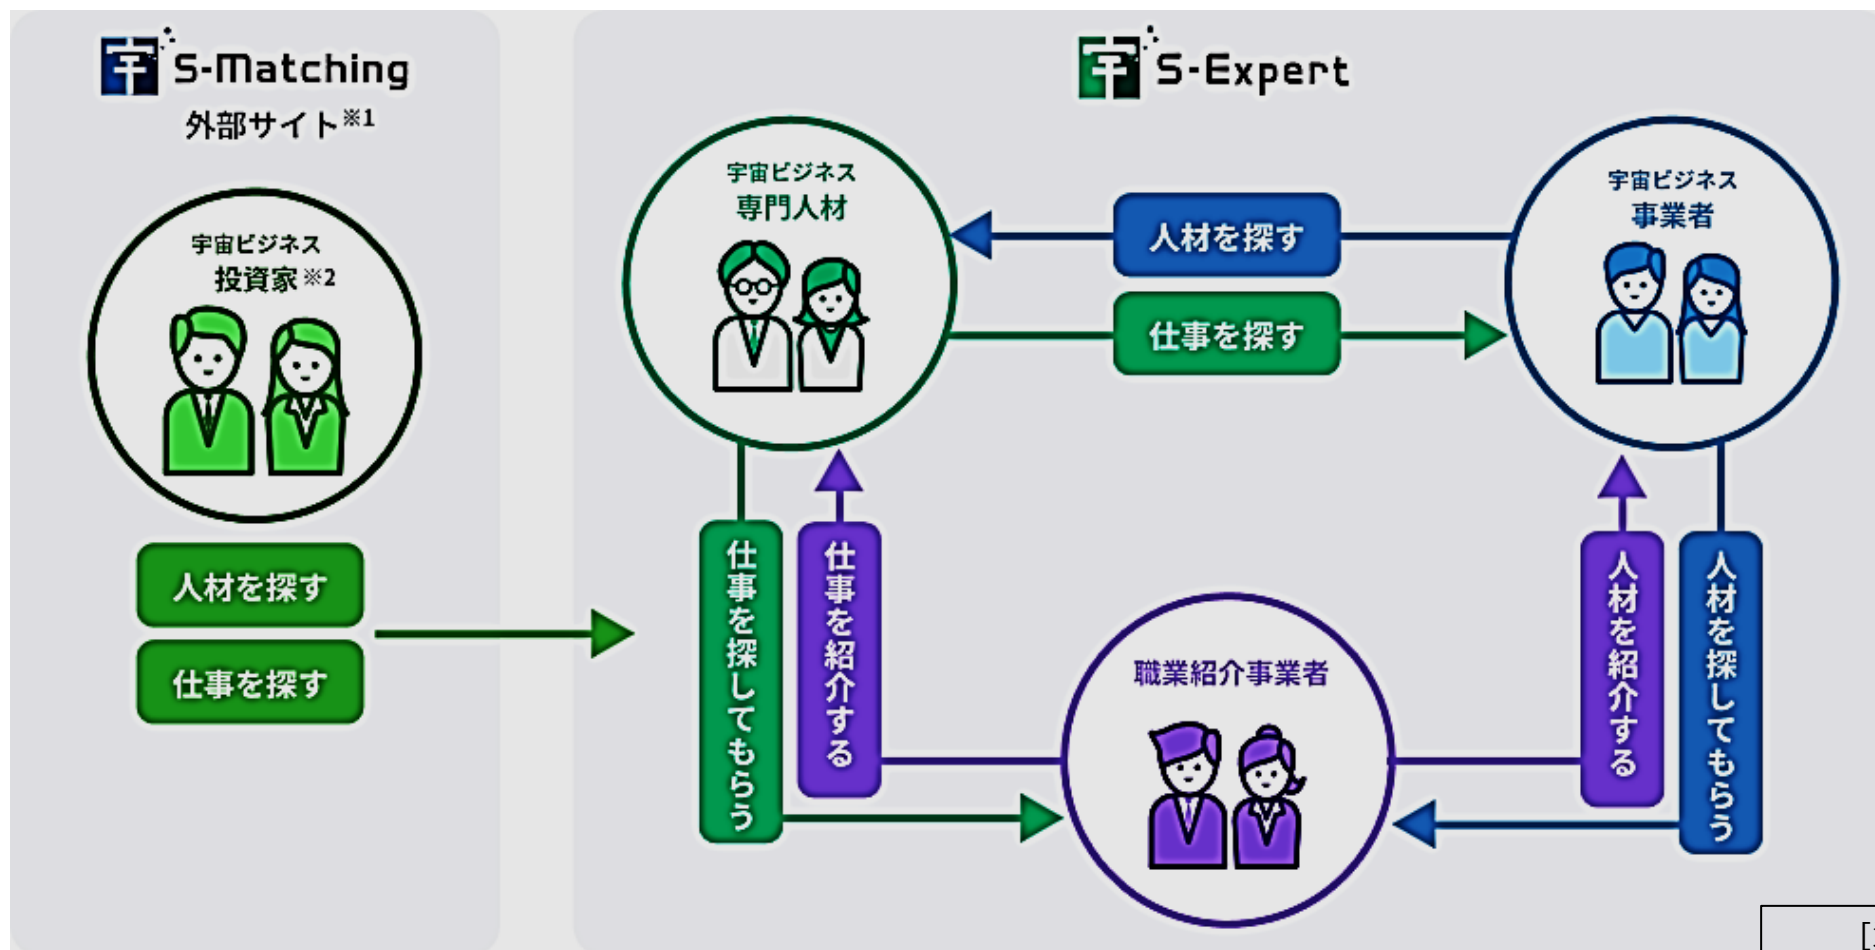 S-Matching
外部サイト※1
宇宙ビジネス
投資家※2
人材を探す
仕事を探す
S-Expert
宇宙ビジネス
専門人材
人材を探す
仕事を探す
宇宙ビジネス
事業者
仕事を探してもらう
仕事を紹介する
職業紹介事業者
人材を紹介する
人材を探してもらう